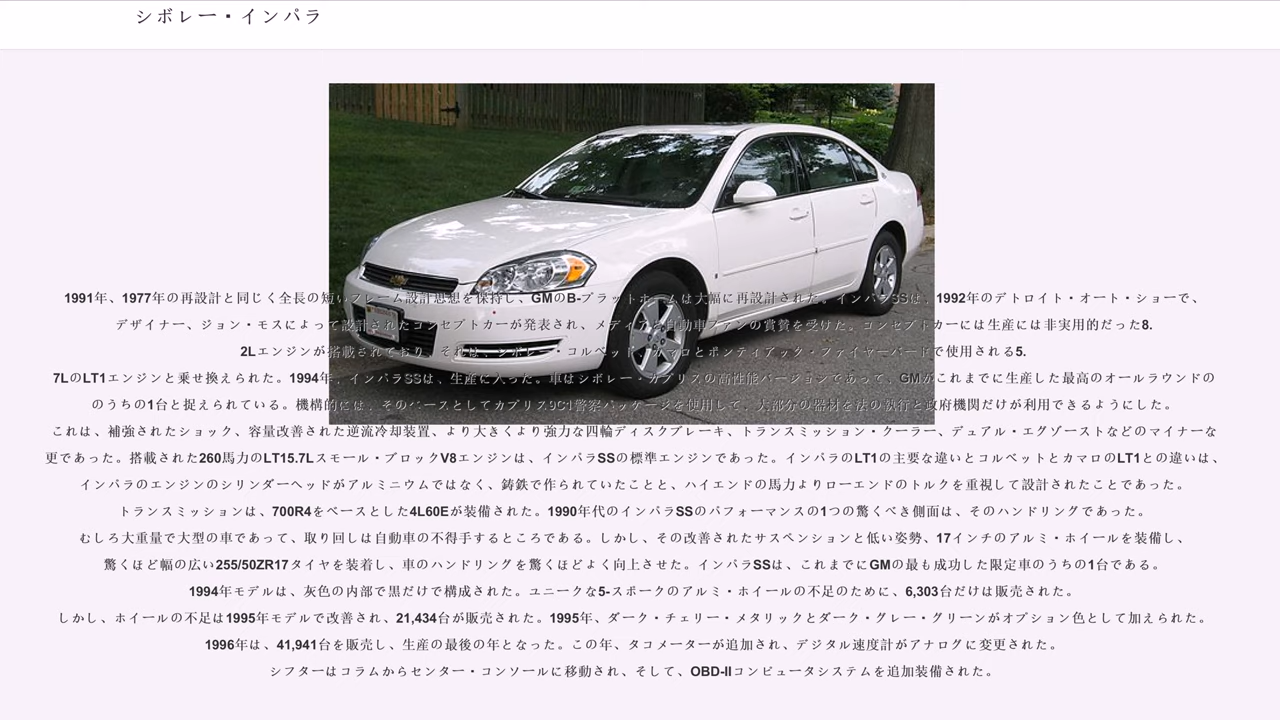 シボレー・インパラ
1991年、1977年の再設計と同じく全長の短いフレーム設計思想を保持し、GMのB-プラットホームは大幅に再設計された。インパラSSは、1992年のデトロイト・オート・ショーで、
デザイナー、ジョン・モスによって設計されたコンセプトカーが発表され、メディアと自動車ファンの賞賛を受けた。コンセプトカーには生産には非実用的だった8.
2Lエンジンが搭載されており、それは、シボレー・コルベット、カマロとポンティアック・ファイヤーバードで使用される5.
7LのLT1エンジンと乗せ換えられた。1994年、インパラSSは、生産に入った。車はシボレー・カプリスの高性能バージョンであって、GMがこれまでに生産した最高のオールラウンドの
のうちの1台と捉えられている。機構的には、そのベースとしてカプリス9C1警察パッケージを使用して、大部分の器材を法の執行と政府機関だけが利用できるようにした。
これは、補強されたショック、容量改善された逆流冷却装置、より大きくより強力な四輪ディスクブレーキ、トランスミッション・クーラー、デュアル・エグゾーストなどのマイナーな
更であった。搭載された260馬力のLT15.7Lスモール・ブロックV8エンジンは、インパラSSの標準エンジンであった。インパラのLT1の主要な違いとコルベットとカマロのLT1との違いは、
インパラのエンジンのシリンダーヘッドがアルミニウムではなく、鋳鉄で作られていたことと、ハイエンドの馬力よりローエンドのトルクを重視して設計されたことであった。
トランスミッションは、700R4をベースとした4L60Eが装備された。1990年代のインパラSSのパフォーマンスの1つの驚くべき側面は、そのハンドリングであった。
むしろ大重量で大型の車であって、取り回しは自動車の不得手するところである。しかし、その改善されたサスペンションと低い姿勢、17インチのアルミ・ホイールを装備し、
驚くほど幅の広い255/50ZR17タイヤを装着し、車のハンドリングを驚くほどよく向上させた。インパラSSは、これまでにGMの最も成功した限定車のうちの1台である。
1994年モデルは、灰色の内部で黒だけで構成された。ユニークな5-スポークのアルミ・ホイールの不足のために、6,303台だけは販売された。
しかし、ホイールの不足は1995年モデルで改善され、21,434台が販売された。1995年、ダーク・チェリー・メタリックとダーク・グレー・グリーンがオプション色として加えられた。
1996年は、41,941台を販売し、生産の最後の年となった。この年、タコメーターが追加され、デジタル速度計がアナログに変更された。
シフターはコラムからセンター・コンソールに移動され、そして、OBD-IIコンピュータシステムを追加装備された。